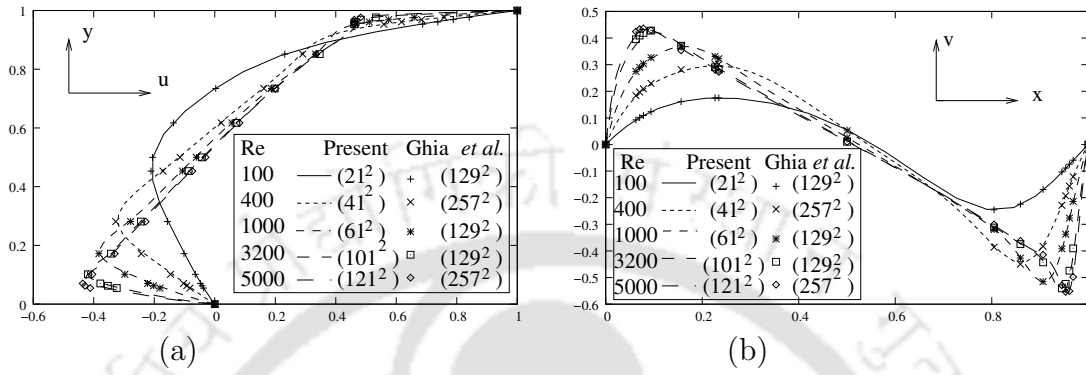 1
0.8
0.6
0.4
0.2
0
-0.6 -0.4 -0.2 0 0.2 0.4 0.6 0.8 1
y
u
Re Present Ghia et al.
100 (21²) (129²)
400 (41²) (257²)
1000 (61²) (129²)
3200 (101²) (129²)
5000 (121²) (257²)
(a)
0.5
0.4
0.3
0.2
0.1
0
-0.1
-0.2
-0.3
-0.4
-0.5
-0.6
0 0.2 0.4 0.6 0.8
v
x
Re Present Ghia et al.
100 (21²) (129²)
400 (41²) (257²)
1000 (61²) (129²)
3200 (101²) (129²)
5000 (121²) (257²)
(b)